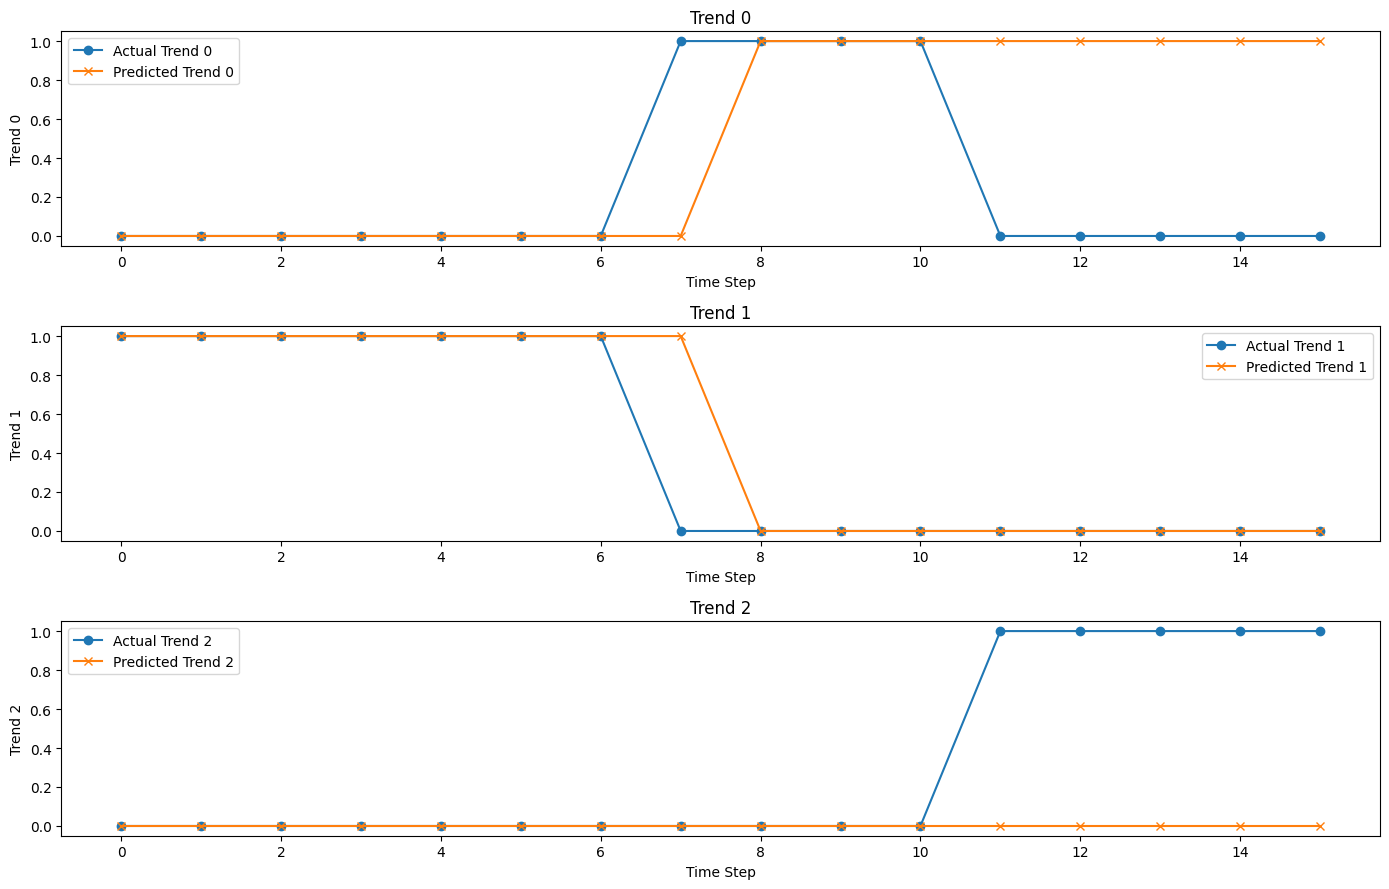 Trend 0
Actual Trend 0
Predicted Trend 0
Trend 0
1.0
0.8
0.6
0.4
0.2
0.0
0 2 4 6 8 10 12 14
Time Step
Trend 1
Actual Trend 1
Predicted Trend 1
Trend 1
1.0
0.8
0.6
0.4
0.2
0.0
0 2 4 6 8 10 12 14
Time Step
Trend 2
Actual Trend 2
Predicted Trend 2
Trend 2
1.0
0.8
0.6
0.4
0.2
0.0
0 2 4 6 8 10 12 14
Time Step